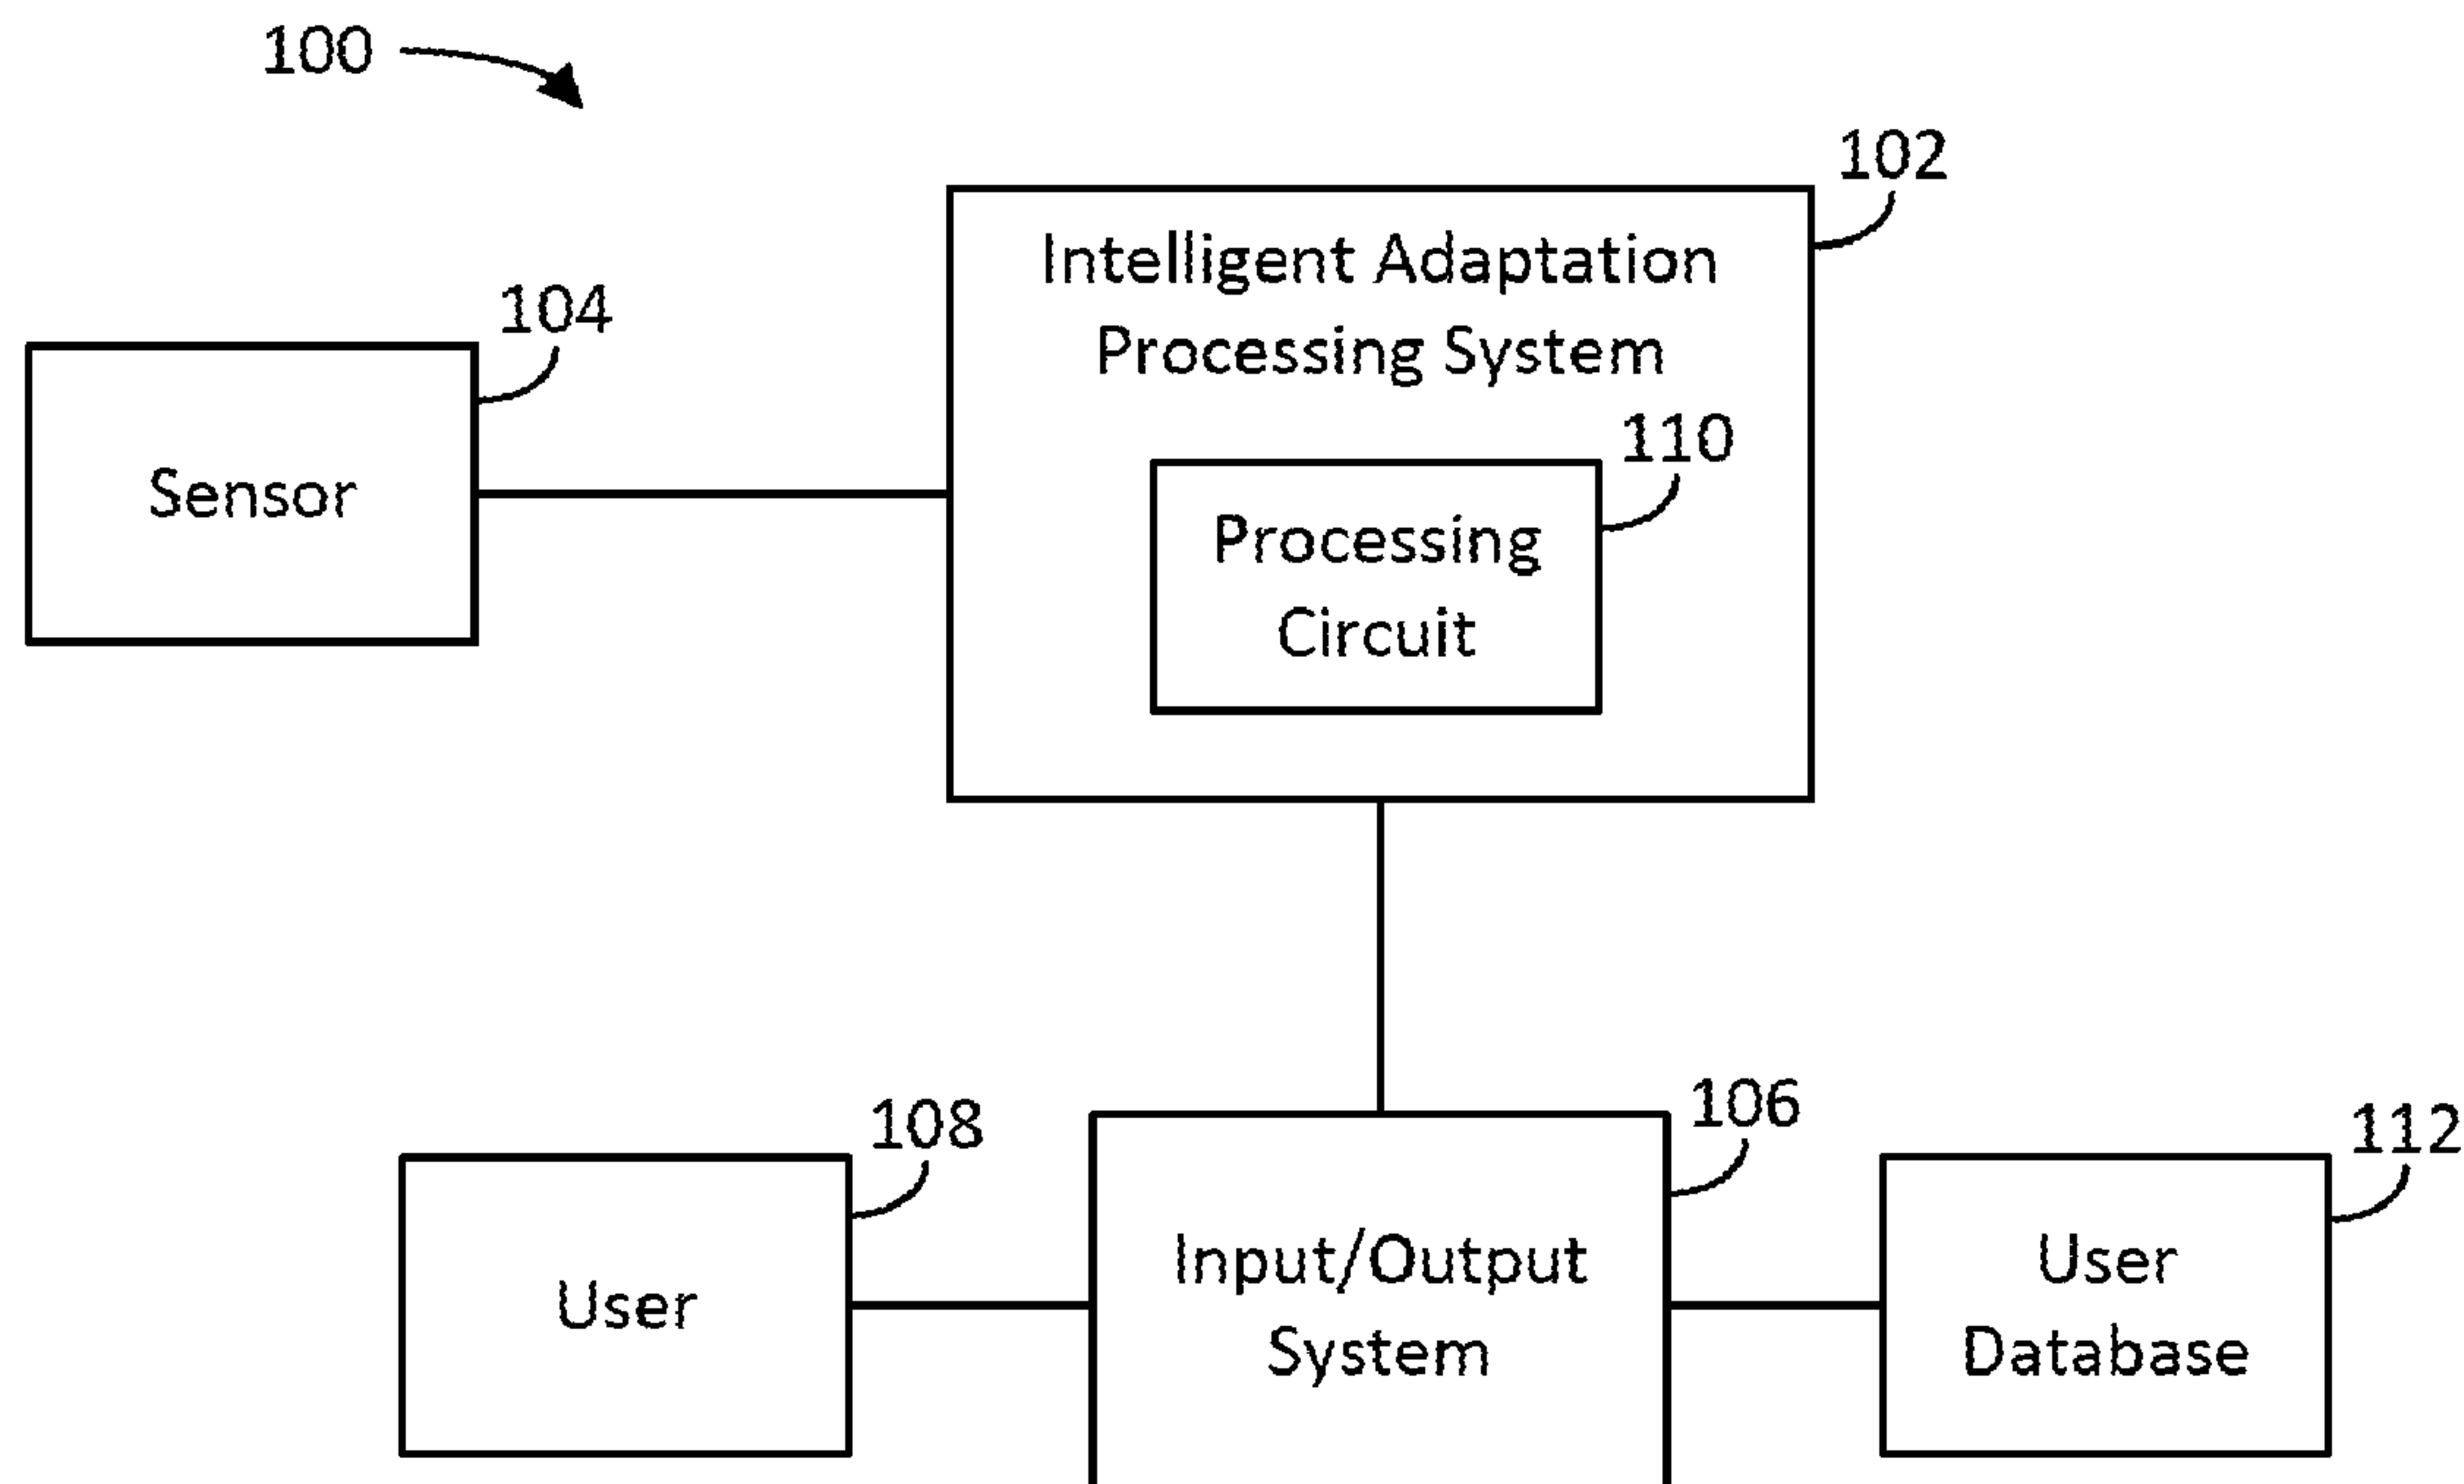 100
102
Intelligent Adaptation
Processing System
104
Sensor
110
Processing
Circuit
108
User
106
Input/Output
System
112
User
Database